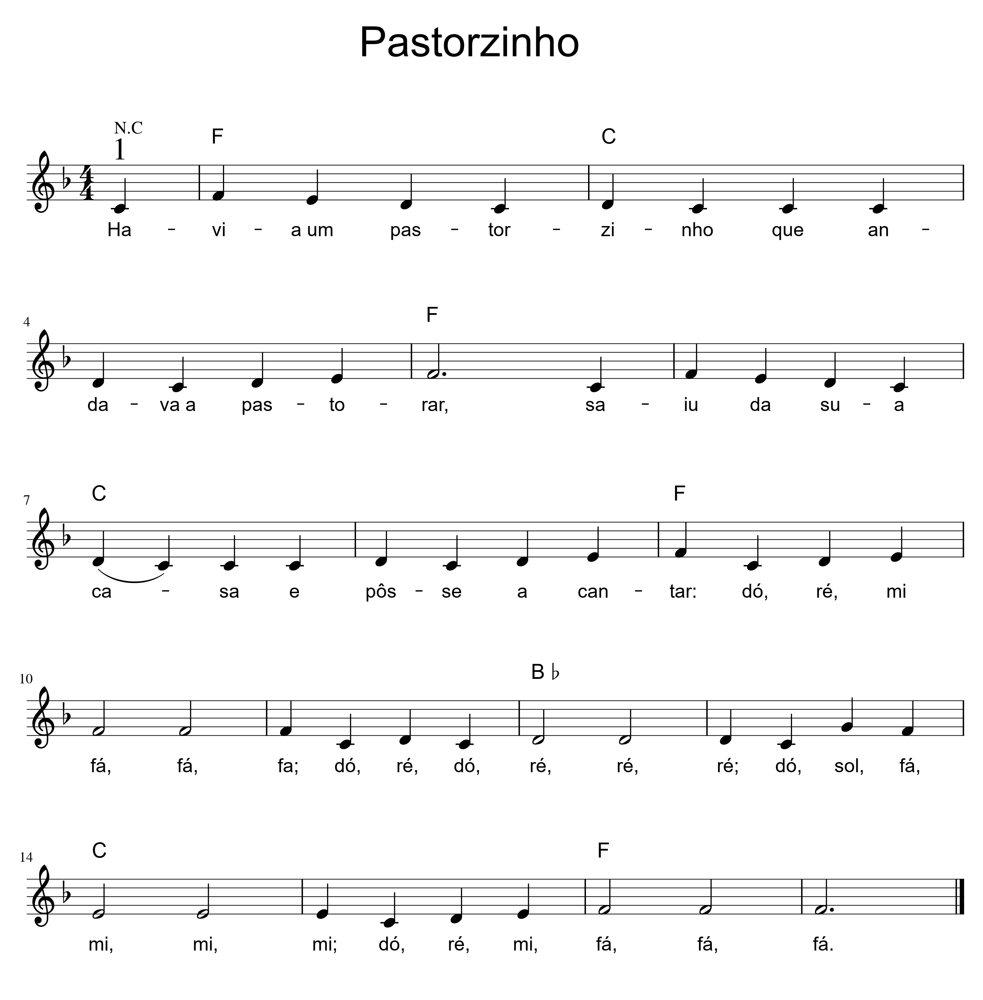 Pastorzinho
N.C
1
F C
Ha - vi - a um pas - tor - zi - nho que an -
4
F
da - va a pas - to - rar, sa - iu da su - a
7
C F
ca - sa e pôs - se a can - tar: dó, ré, mi
10
B♭
fá, fá, fa; dó, ré, dó, ré, ré, ré; dó, sol, fá,
14
C F
mi, mi, mi; dó, ré, mi, fá, fá, fá.